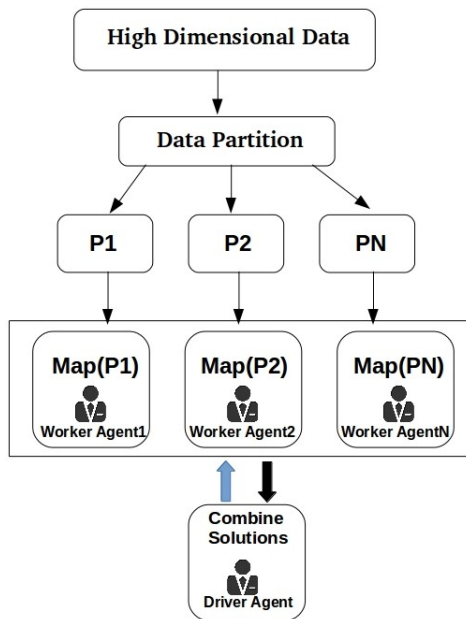 High Dimensional Data
Data Partition
P1
P2
PN
Map(P1)
Worker Agent1
Map(P2)
Worker Agent2
Map(PN)
Worker AgentN
Combine
Solutions
Driver Agent